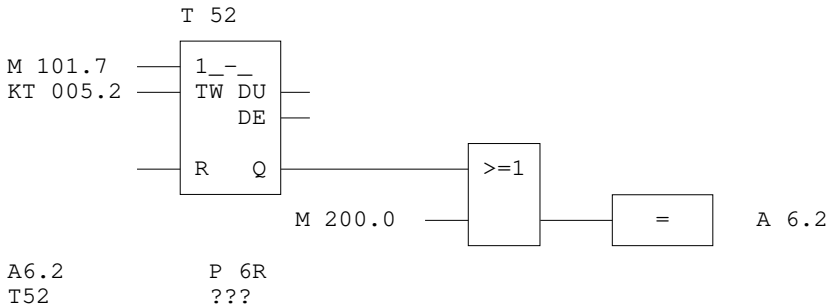 T 52
M 101.7 1_-_
KT 005.2 TW DU
DE
R Q >=1
M 200.0 = A 6.2
A6.2 P 6R
T52 ???